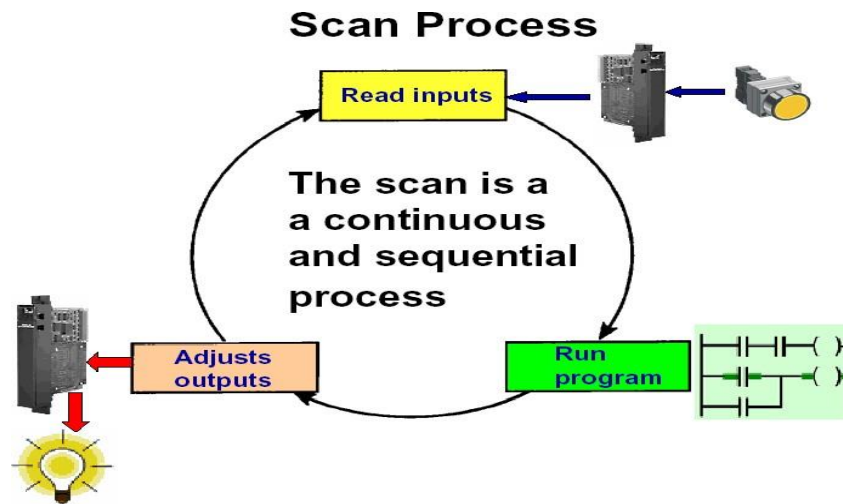 Scan Process
Read inputs
The scan is a
a continuous
and sequential
process
Adjusts
outputs
Run
program